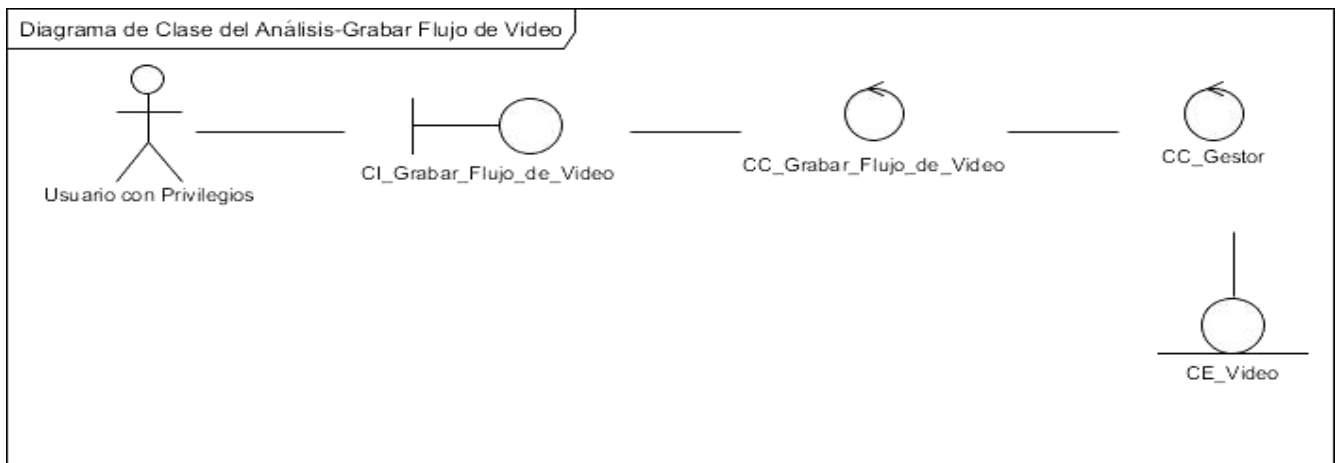 Diagrama de Clase del Análisis-Grabar Flujo de Video
Usuario con Privilegios
CI_Grabar_Flujo_de_Video
CC_Grabar_Flujo_de_Video
CC_Gestor
CE_Video